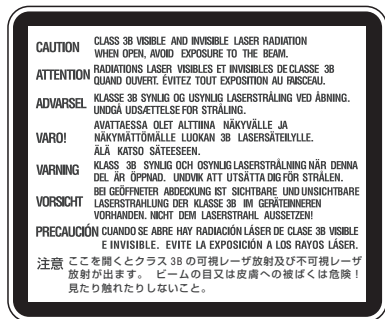 CAUTION CLASS 3B VISIBLE AND INVISIBLE LASER RADIATION
WHEN OPEN, AVOID EXPOSURE TO THE BEAM.
ATTENTION RADIATIONS LASER VISIBLES ET INVISIBLES DE CLASSE 3B
QUAND OUVERT. ÉVITEZ TOUT EXPOSITION AU FAISCEAU.
ADVARSEL KLASSE 3B SYNLIG OG USYNLIG LASERSTRÅLING VED ÅBNING.
UNDGÅ UDSÆTTELSE FOR STRÅLING.
VARO! AVATTAESSA OLET ALTTIINA NÄKYVÄLLE JA
NÄKYMÄTTÖMÄLLE LUOKAN 3B LASERSÄTEILYLLE.
ÄLÄ KATSO SÄTEESEEN.
VARNING KLASS 3B SYNLIG OCH OSYNLIG LASERSTRÅLNING NÄR DENNA
DEL ÄR ÖPPNAD. UNDVIK ATT UTSÄTTA DIG FÖR STRÅLEN.
VORSICHT BEI GEÖFFNETER ABDECKUNG IST SICHTBARE UND UNSICHTBARE
LASERSTRAHLUNG DER KLASSE 3B IM GERÄTEINNEREN
VORHANDEN. NICHT DEM LASERSTRAHL AUSSETZEN!
PRECAUCIÓN CUANDO SE ABRE HAY RADIACIÓN LÁSER DE CLASE 3B VISIBLE
E INVISIBLE. EVITE LA EXPOSICIÓN A LOS RAYOS LÁSER.
注意 ここを開くとクラス 3B の可視レーザ放射及び不可視レーザ
放射が出ます。 ビームの目又は皮膚への被ばくは危険！
見たり触れたりしないこと。